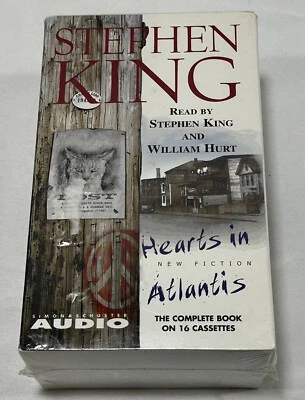 STEPHEN
KING
READ BY
STEPHEN KING
AND
WILLIAM HURT
LOST
Hearts in
NEW FICTION
Atlantis
SIMON & SCHUSTER
AUDIO
THE COMPLETE BOOK
ON 16 CASSETTES